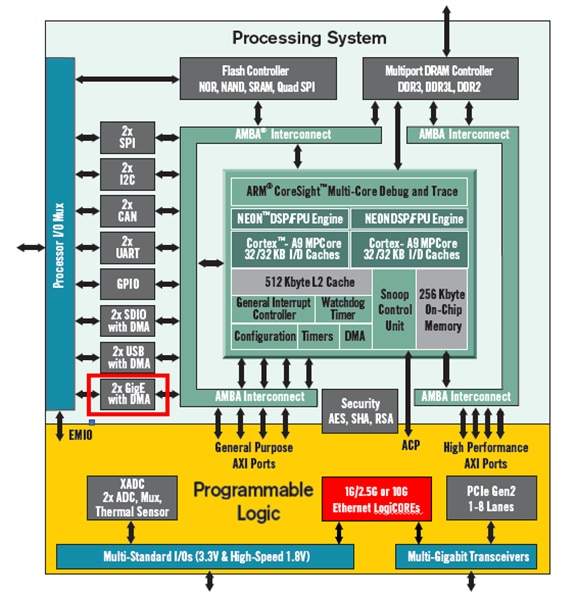 Processing System
Flash Controller
NOR, NAND, SRAM, Quad SPI
Multiport DRAM Controller
DDR3, DDR3L, DDR2
AMBA® Interconnect
AMBA Interconnect
Processor I/O Mux
2x
SPI
2x
I2C
2x
CAN
2x
UART
GPIO
2x SDIO
with DMA
2x USB
with DMA
2x GigE
with DMA
ARM® CoreSight™ Multi-Core Debug and Trace
NEON™DSP/FPU Engine
NEONDSP/FPU Engine
Cortex™- A9 MPCore
32/32 KB I/D Caches
Cortex- A9 MPCore
32/32 KB I/D Caches
512 Kbyte L2 Cache
General Interrupt
Controller
Watchdog
Timer
Configuration
Timers
DMA
Snoop
Control
Unit
256 Kbyte
On-Chip
Memory
AMBA Interconnect
Security
AES, SHA, RSA
AMBA Interconnect
EMIO
General Purpose
AXI Ports
ACP
High Performance
AXI Ports
Programmable
Logic
XADC
2x ADC, Mux,
Thermal Sensor
1G/2.5G or 10G
Ethernet LogiCOREs
PCIe Gen2
1-8 Lanes
Multi-Standard I/Os (3.3V & High-Speed 1.8V)
Multi-Gigabit Transceivers